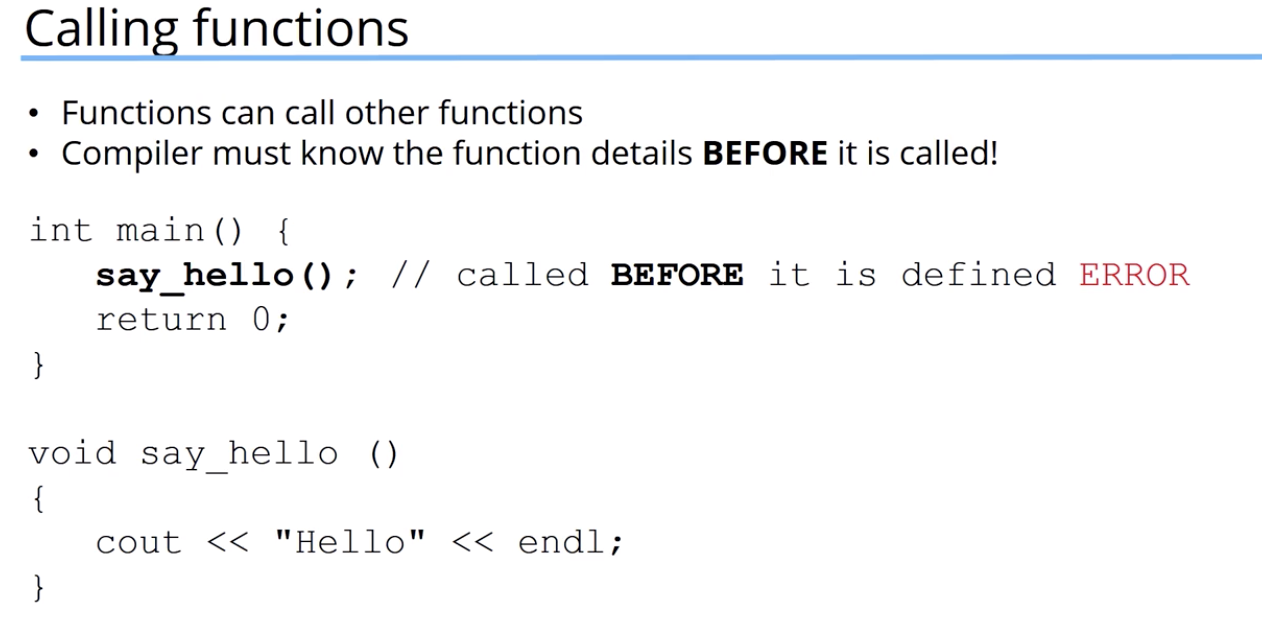 Calling functions
• Functions can call other functions
• Compiler must know the function details BEFORE it is called!
int main() {
say_hello(); // called BEFORE it is defined ERROR
return 0;
}
void say_hello ()
{
cout << "Hello" << endl;
}